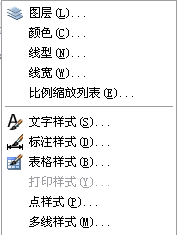 图层(L)...
颜色(C)...
线型(N)...
线宽(W)...
比例缩放列表(E)...
文字样式(S)...
标注样式(D)...
表格样式(B)...
打印样式(Y)...
点样式(P)...
多线样式(M)...